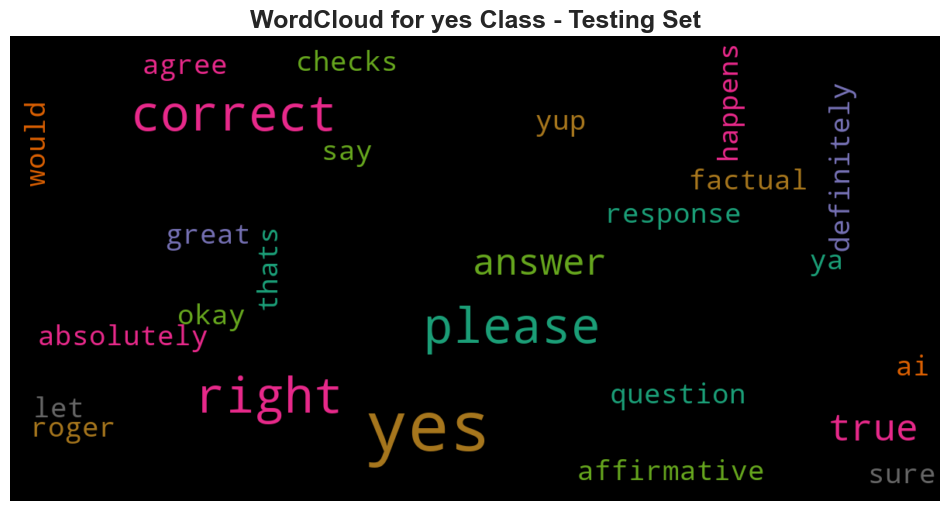 WordCloud for yes Class - Testing Set
agree
checks
happens
would
correct
yup
definitely
say
factual
response
great
thats
answer
ya
okay
please
absolutely
ai
right
question
let
roger
yes
true
affirmative
sure